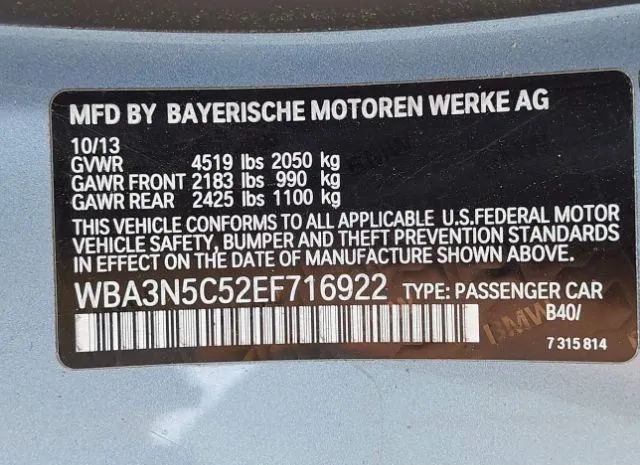 MFD BY BAYERISCHE MOTOREN WERKE AG
10/13
GVWR 4519 lbs 2050 kg
GAWR FRONT 2183 lbs 990 kg
GAWR REAR 2425 lbs 1100 kg
THIS VEHICLE CONFORMS TO ALL APPLICABLE U.S.FEDERAL MOTOR
VEHICLE SAFETY, BUMPER AND THEFT PREVENTION STANDARDS
IN EFFECT ON THE DATE OF MANUFACTURE SHOWN ABOVE.
WBA3N5C52EF716922 TYPE: PASSENGER CAR
B40/
BMW
7 315 814